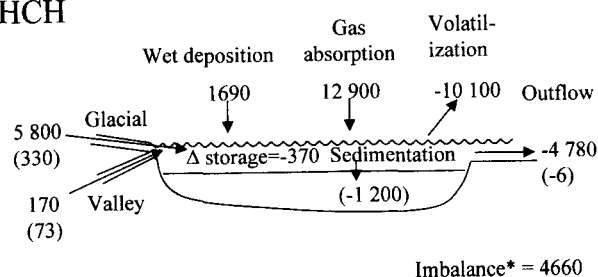 HCH
Gas
absorption
Volatil-
ization
Wet deposition
1690
12 900
-10 100
Outflow
Glacial
5 800
(330)
Δ storage=-370 Sedimentation
-4 780
(-6)
(-1 200)
170
(73)
Valley
Imbalance* = 4660